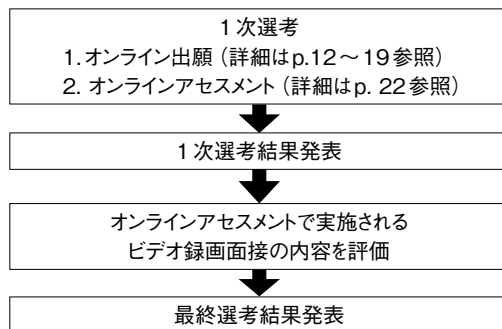 1次選考
1. オンライン出願（詳細はp.12～19参照）
2. オンラインアセスメント（詳細はp. 22参照）
1次選考結果発表
オンラインアセスメントで実施される
ビデオ録画面接の内容を評価
最終選考結果発表